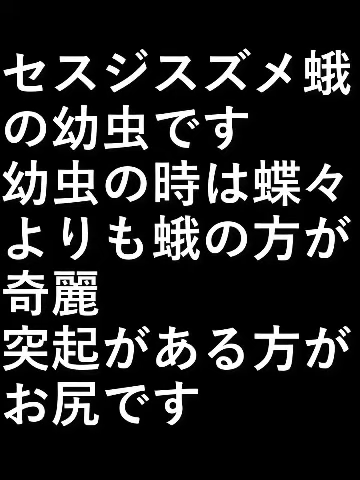 セスジスズメ蛾
の幼虫です
幼虫の時は蝶々
よりも蛾の方が
奇麗
突起がある方が
お尻です